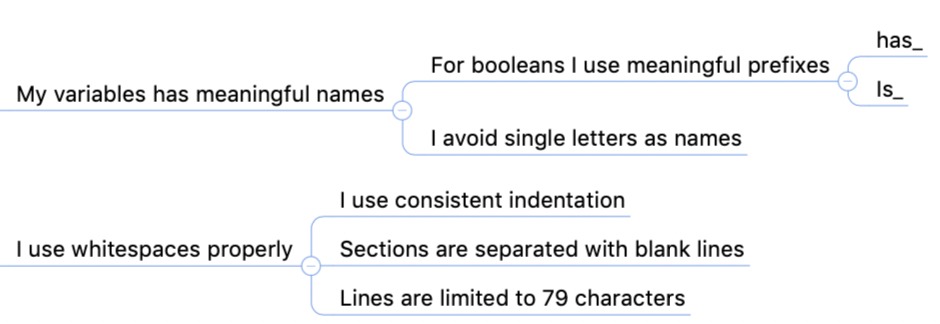 My variables has meaningful names
For booleans I use meaningful prefixes
has_
Is_
I avoid single letters as names
I use whitespaces properly
I use consistent indentation
Sections are separated with blank lines
Lines are limited to 79 characters